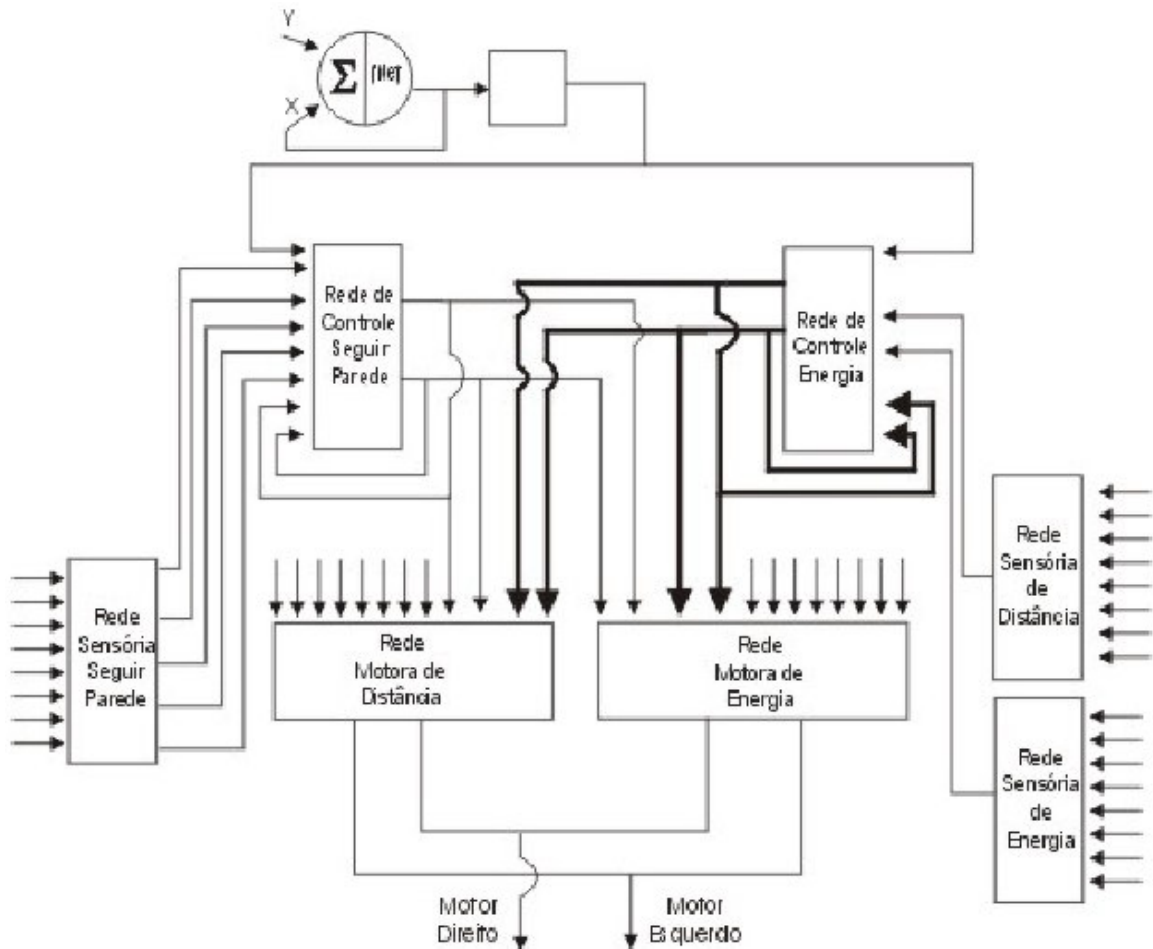 Y
Σ
f(Net)
X
Rede de
Controle
Seguir
Parede
Rede de
Controle
Energia
Rede
Sensória
de
Distância
Rede
Sensória
Seguir
Parede
Rede
Motora de
Distância
Rede
Motora de
Energia
Rede
Sensória
de
Energia
Motor
Direito
Motor
Esquerdo